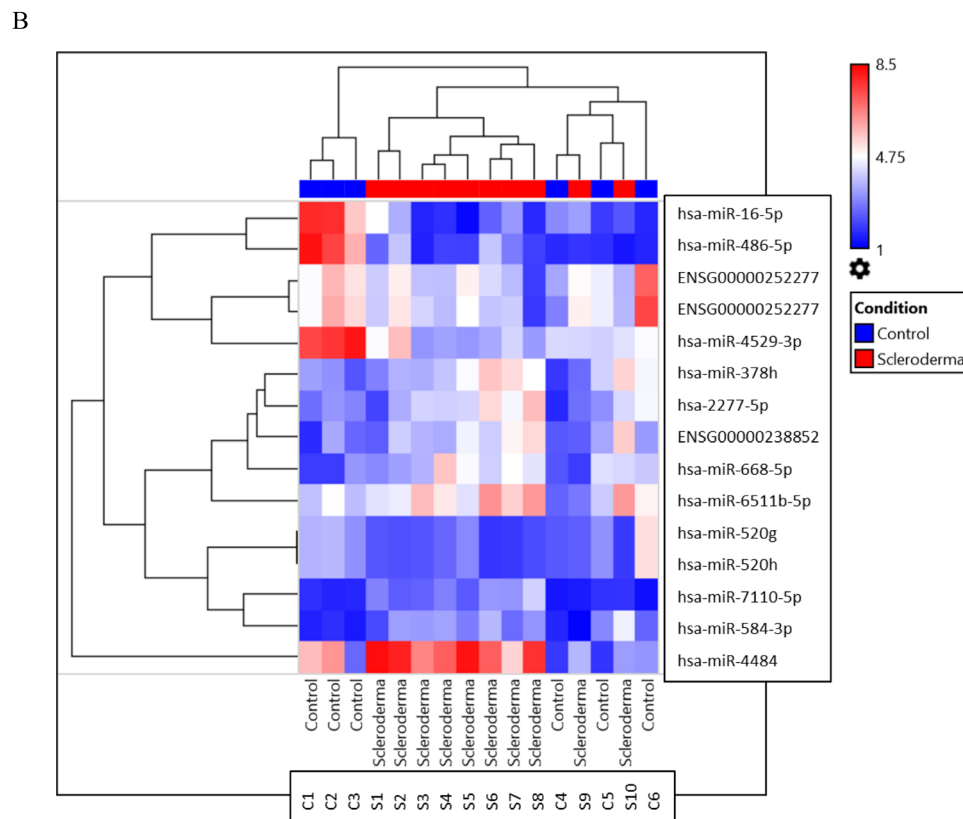 B
8.5
4.75
1
Condition
Control
Scleroderma
hsa-miR-16-5p
hsa-miR-486-5p
ENSG00000252277
ENSG00000252277
hsa-miR-4529-3p
hsa-miR-378h
hsa-2277-5p
ENSG00000238852
hsa-miR-668-5p
hsa-miR-6511b-5p
hsa-miR-520g
hsa-miR-520h
hsa-miR-7110-5p
hsa-miR-584-3p
hsa-miR-4484
Control
Control
Control
Scleroderma
Scleroderma
Scleroderma
Scleroderma
Scleroderma
Scleroderma
Scleroderma
Scleroderma
Control
Scleroderma
Control
Scleroderma
Control
C1
C2
C3
S1
S2
S3
S4
S5
S6
S7
S8
C4
S9
C5
S10
C6